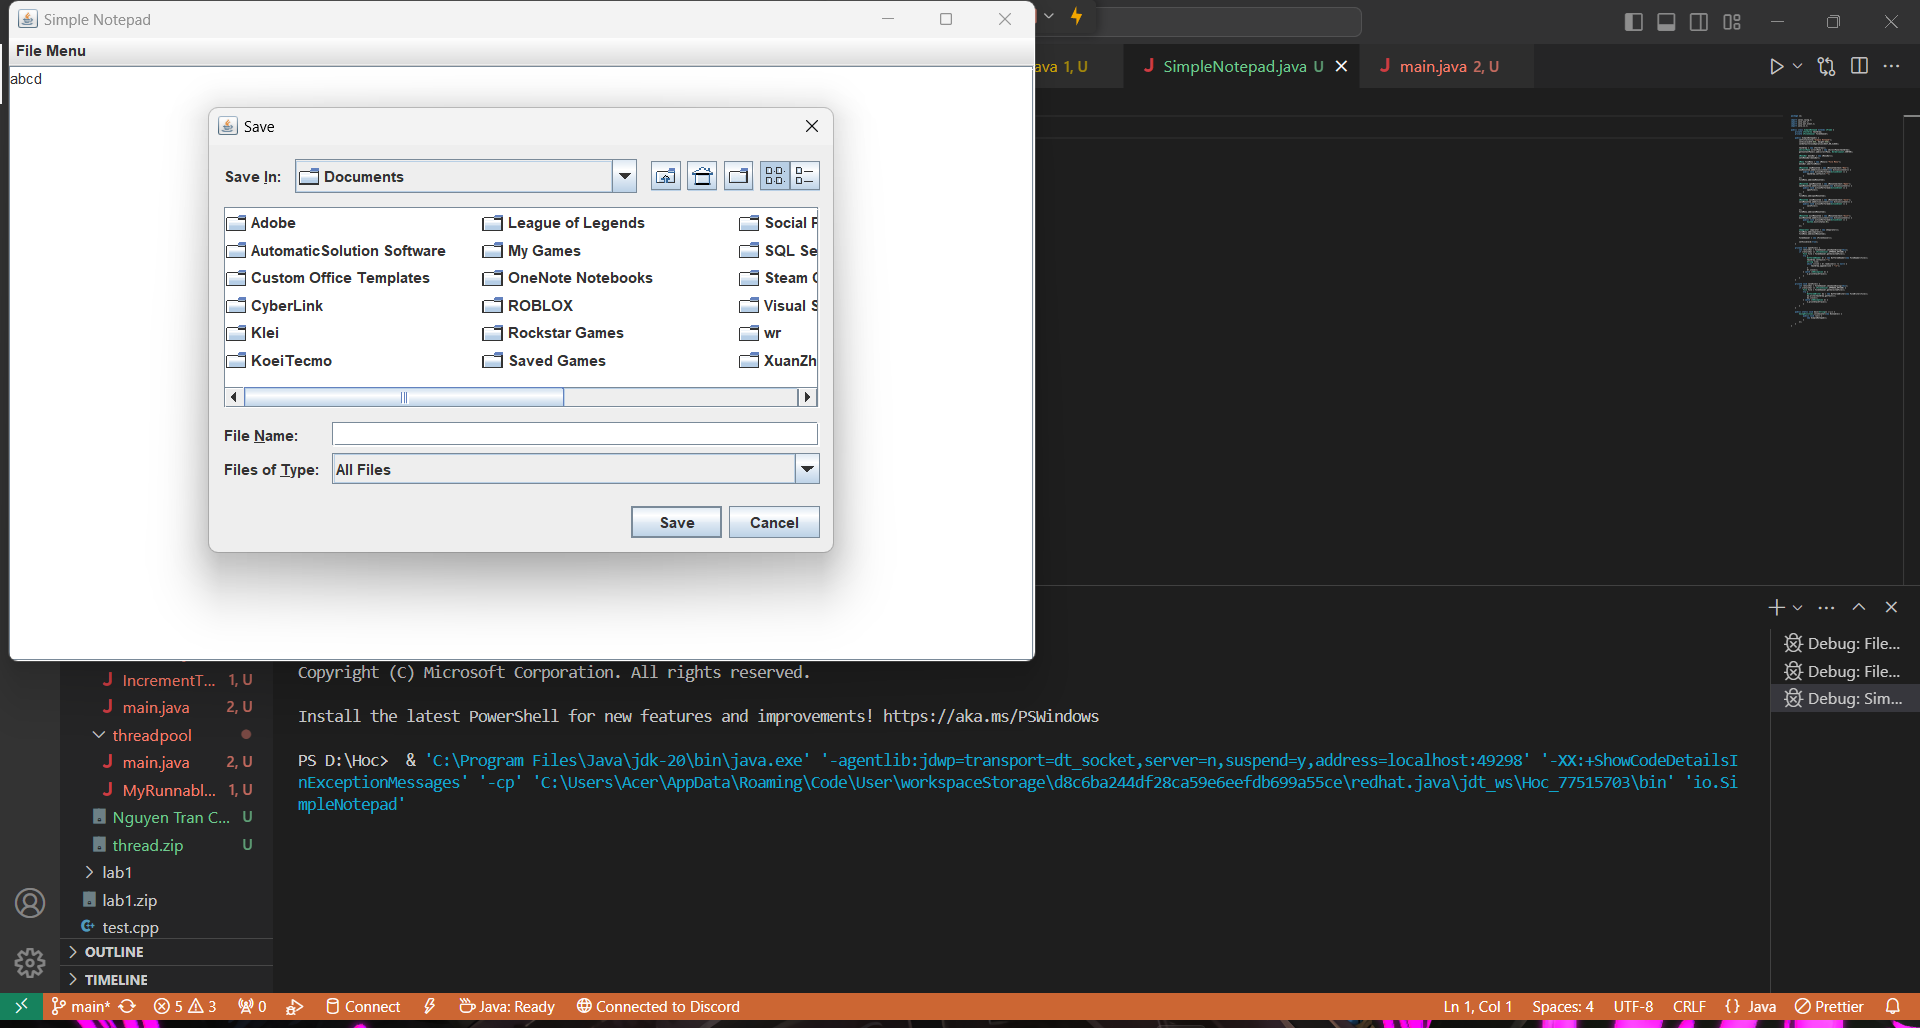 Simple Notepad
File Menu
abcd
Save
Save In:
Documents
Adobe
AutomaticSolution Software
Custom Office Templates
CyberLink
Klei
KoeiTecmo
League of Legends
My Games
OneNote Notebooks
ROBLOX
Rockstar Games
Saved Games
Social F
SQL Se
Steam
Visual S
wr
XuanZh
File Name:
Files of Type:
All Files
Save
Cancel
ava 1, U
J SimpleNotepad.java U
J main.java 2, U
Debug: File...
Debug: File...
Debug: Sim...
Copyright (C) Microsoft Corporation. All rights reserved.
Install the latest PowerShell for new features and improvements! https://aka.ms/PSWindows
PS D:\Hoc>  & 'C:\Program Files\Java\jdk-20\bin\java.exe' '-agentlib:jdwp=transport=dt_socket,server=n,suspend=y,address=localhost:49298' '-XX:+ShowCodeDetailsI
nExceptionMessages' '-cp' 'C:\Users\Acer\AppData\Roaming\Code\User\workspaceStorage\d8c6ba244df28ca59e6eefdb699a55ce\redhat.java\jdt_ws\Hoc_77515703\bin' 'io.Si
mpleNotepad'
J IncrementT... 1, U
J main.java 2, U
threadpool
J main.java 2, U
J MyRunnabl... 1, U
Nguyen Tran C... U
thread.zip U
lab1
lab1.zip
test.cpp
OUTLINE
TIMELINE
main* 5 3 0 Connect Java: Ready Connected to Discord
Ln 1, Col 1 Spaces: 4 UTF-8 CRLF {} Java Prettier